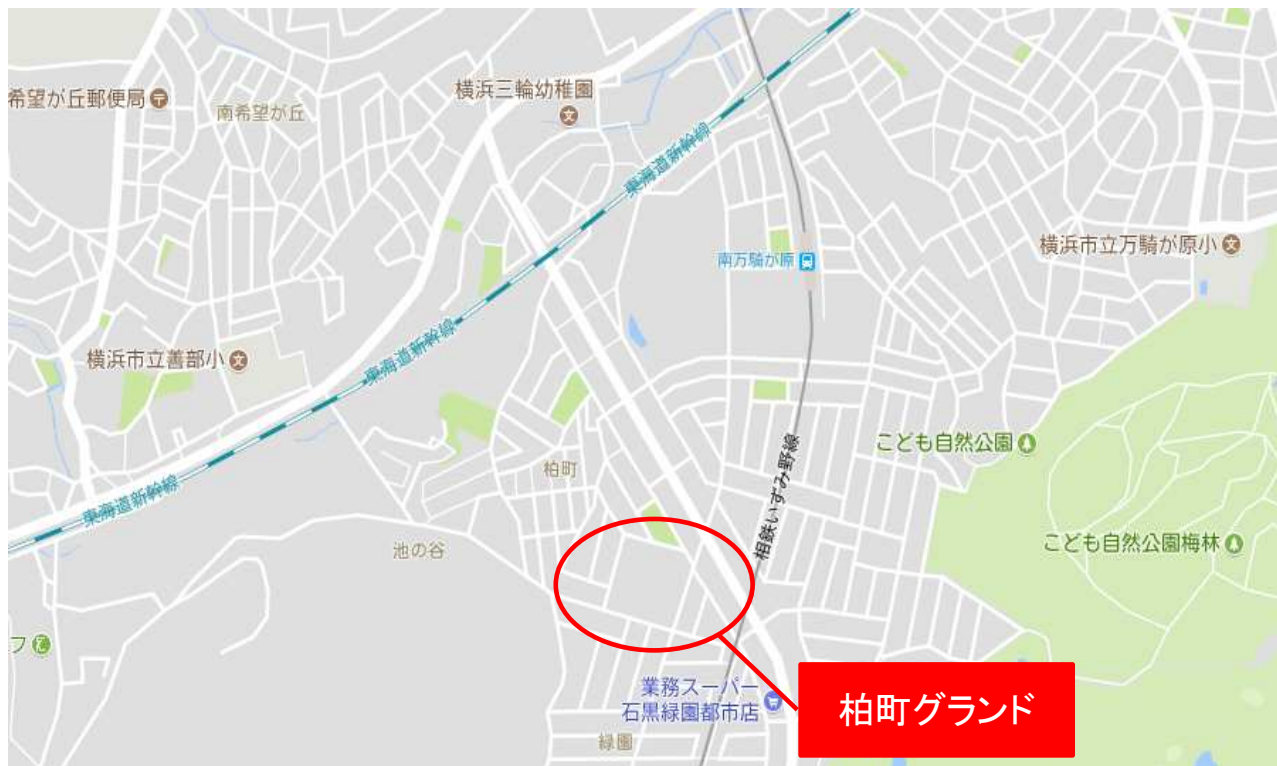 横浜三輪幼稚園
希望が丘郵便局
南希望が丘
東海道新幹線
横浜市立万騎が原小
南万騎が原
東海道新幹線
横浜市立善部小
こども自然公園
柏町
相鉄いずみ野線
東海道新幹線
池の谷
こども自然公園梅林
フ
業務スーパー
石黒緑園都市店
柏町グランド
緑園